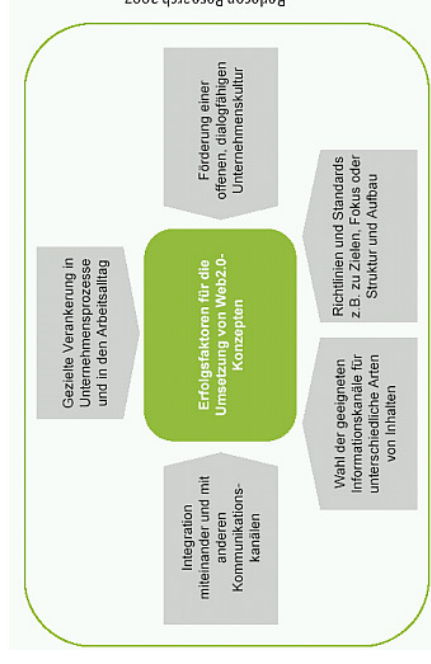 Gezielte Verankerung in
Unternehmensprozesse
und in den Arbeitsalltag
Integration
miteinander und mit
anderen
Kommunikations-
kanälen
Erfolgsfaktoren für die
Umsetzung von Web2.0-
Konzepten
Förderung einer
offenen, dialogfähigen
Unternehmenskultur
Wahl der geeigneten
Informationskanäle für
unterschiedliche Arten
von Inhalten
Richtlinien und Standards
z.B. zu Zielen, Fokus oder
Struktur und Aufbau